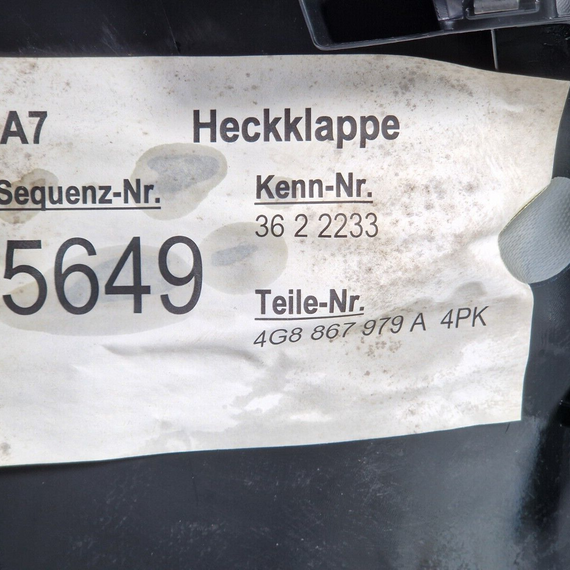 A7 Heckklappe
Sequenz-Nr. Kenn-Nr.
36 2 2233
5649
Teile-Nr.
4G8 867 979 A 4PK